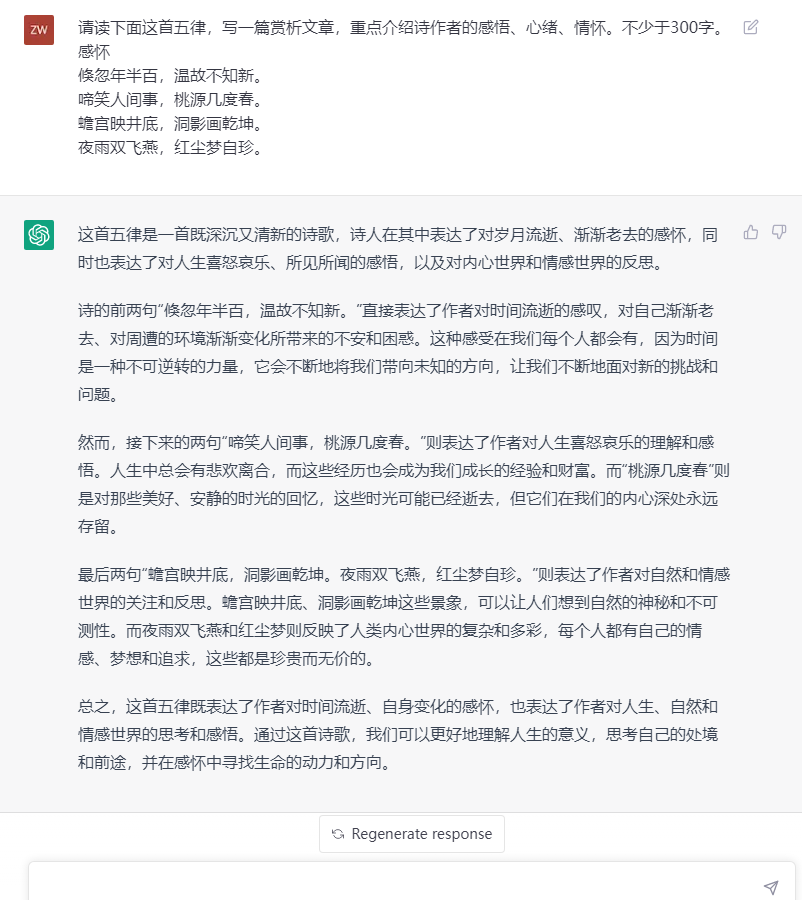 ZW
请读下面这首五律，写一篇赏析文章，重点介绍诗作者的感悟、心绪、情怀。不少于300字。
感怀
倏忽年半百，温故不知新。
啼笑人间事，桃源几度春。
蟾宫映井底，洞影画乾坤。
夜雨双飞燕，红尘梦自珍。
这首五律是一首既深沉又清新的诗歌，诗人在其中表达了对岁月流逝、渐渐老去的感怀，同
时也表达了对人生喜怒哀乐、所见所闻的感悟，以及对内心世界和情感世界的反思。
诗的前两句“倏忽年半百，温故不知新。”直接表达了作者对时间流逝的感叹，对自己渐渐老
去、对周遭的环境渐渐变化所带来的不安和困惑。这种感受在我们每个人都会有，因为时间
是一种不可逆转的力量，它会不断地将我们带向未知的方向，让我们不断地面对新的挑战和
问题。
然而，接下来的两句“啼笑人间事，桃源几度春。”则表达了作者对人生喜怒哀乐的理解和感
悟。人生中总会有悲欢离合，而这些经历也会成为我们成长的经验和财富。而“桃源几度春”则
是对那些美好、安静的时光的回忆，这些时光可能已经逝去，但它们在我们的内心深处永远
存留。
最后两句“蟾宫映井底，洞影画乾坤。夜雨双飞燕，红尘梦自珍。”则表达了作者对自然和情感
世界的关注和反思。蟾宫映井底、洞影画乾坤这些景象，可以让人们想到自然的神秘和不可
测性。而夜雨双飞燕和红尘梦则反映了人类内心世界的复杂和多彩，每个人都有自己的情
感、梦想和追求，这些都是珍贵而无价的。
总之，这首五律既表达了作者对时间流逝、自身变化的感怀，也表达了作者对人生、自然和
情感世界的思考和感悟。通过这首诗歌，我们可以更好地理解人生的意义，思考自己的处境
和前途，并在感怀中寻找生命的动力和方向。
Regenerate response